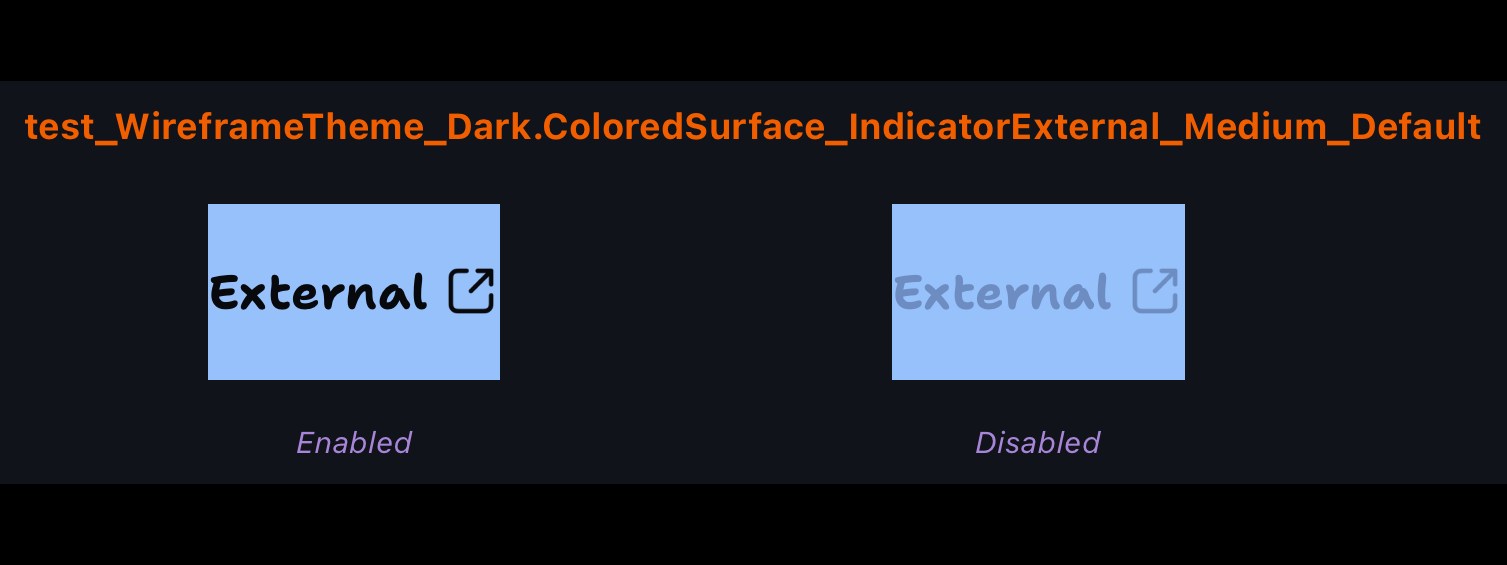 test_WireframeTheme_Dark.ColoredSurface_IndicatorExternal_Medium_Default
External External
Enabled Disabled